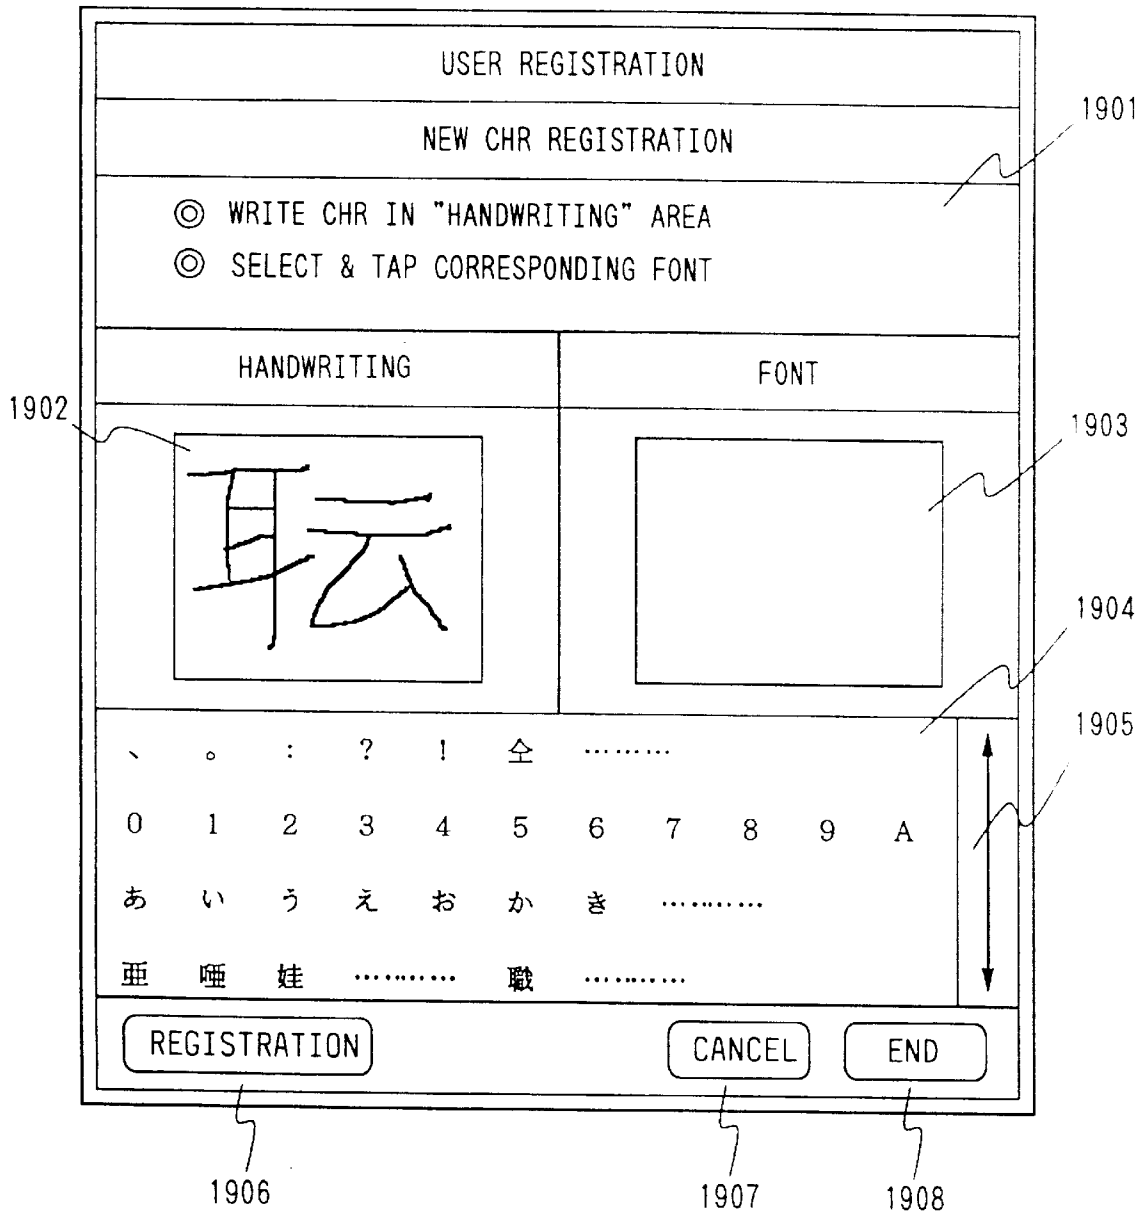 USER REGISTRATION
NEW CHR REGISTRATION
1901
◎ WRITE CHR IN "HANDWRITING" AREA
◎ SELECT & TAP CORRESPONDING FONT
HANDWRITING FONT
1902
1903
耺
1904
1905
、 。 : ? ! 仝 ………
0 1 2 3 4 5 6 7 8 9 A
あ い う え お か き …………
亜 唖 娃 ………… 職 …………
REGISTRATION CANCEL END
1906 1907 1908